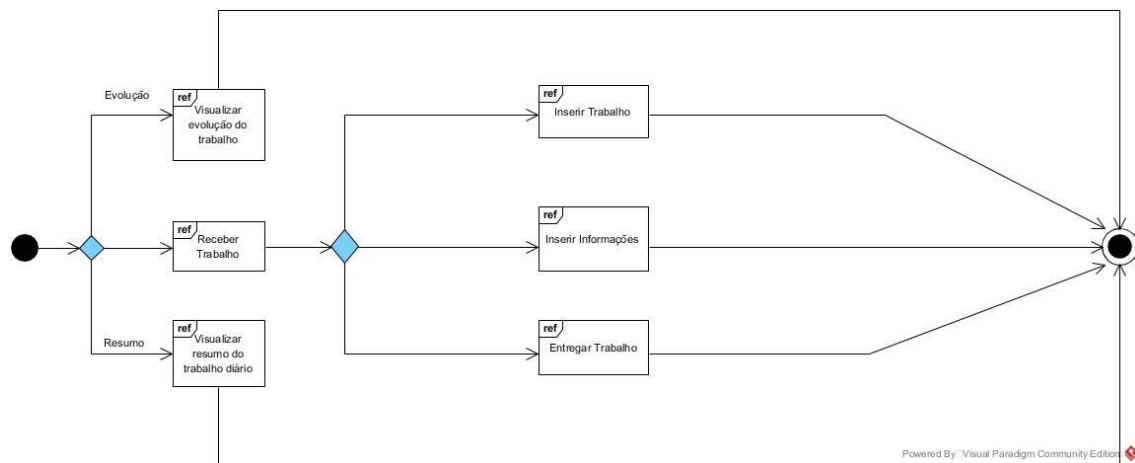 Evolução
ref
Visualizar
evolução do
trabalho
ref
Inserir Trabalho
ref
Receber
Trabalho
ref
Inserir Informações
Resumo
ref
Visualizar
resumo do
trabalho diário
ref
Entregar Trabalho
Powered By Visual Paradigm Community Edition